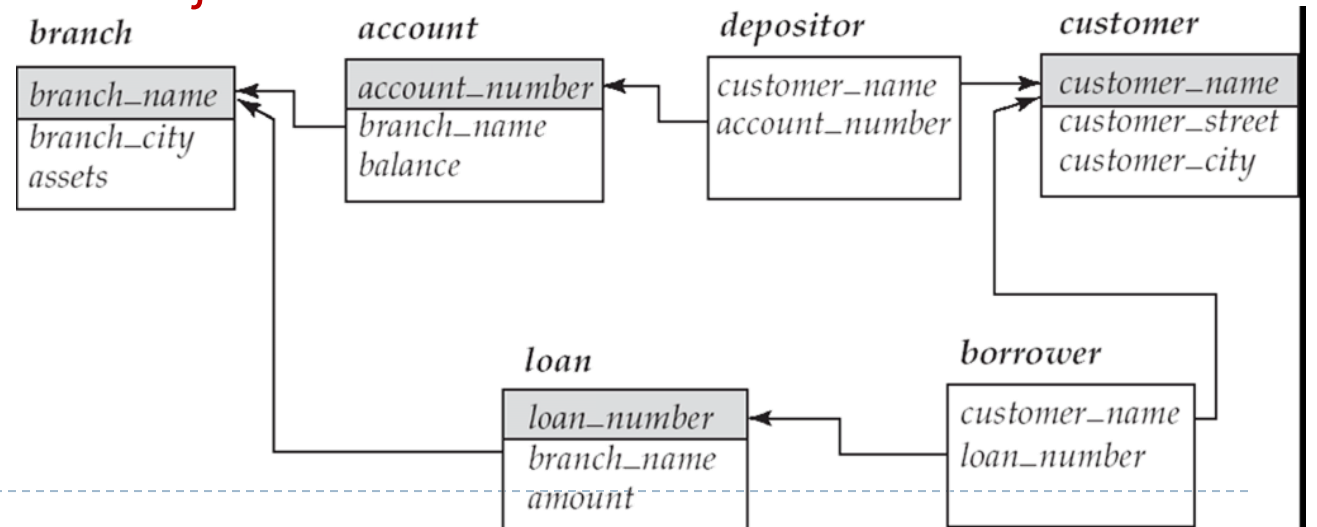 branch
branch_name
branch_city
assets
account
account_number
branch_name
balance
depositor
customer_name
account_number
customer
customer_name
customer_street
customer_city
loan
loan_number
branch_name
amount
borrower
customer_name
loan_number